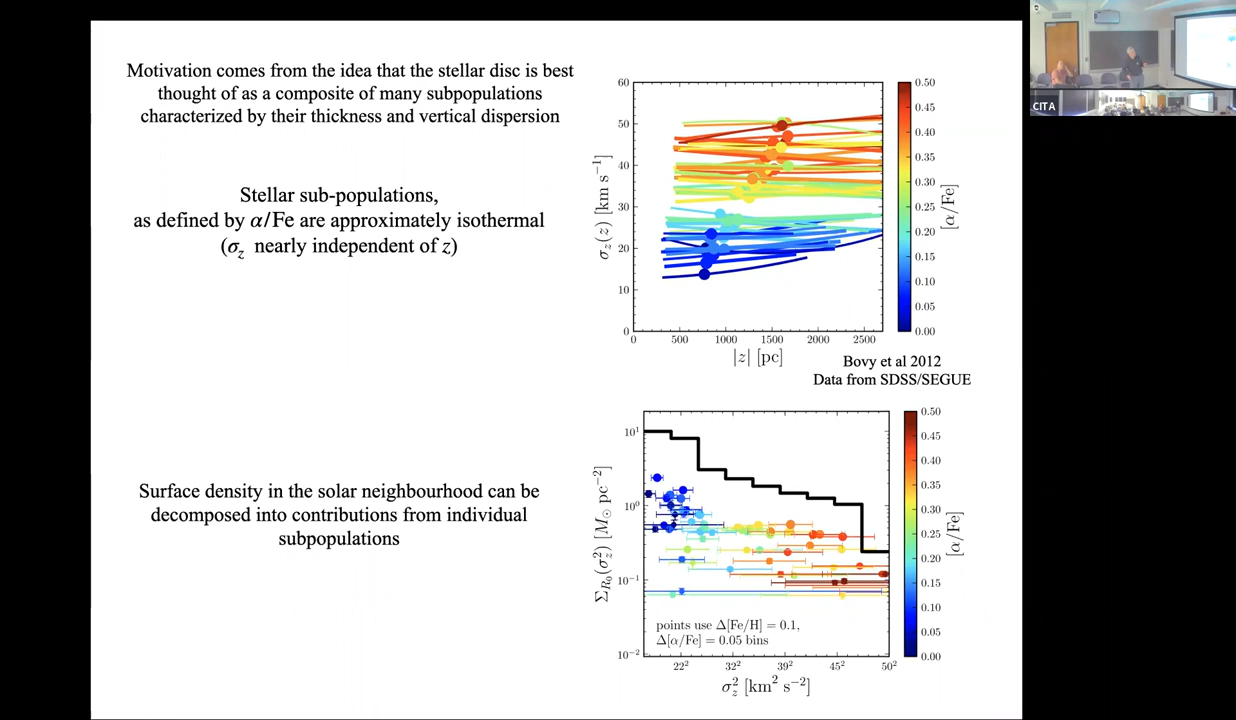 Motivation comes from the idea that the stellar disc is best
thought of as a composite of many subpopulations
characterized by their thickness and vertical dispersion
Stellar sub-populations,
as defined by α/Fe are approximately isothermal
(σz nearly independent of z)
60
50
40
30
20
10
0
σz(z) [km s−1]
0 500 1000 1500 2000 2500
|z| [pc]
0.50
0.45
0.40
0.35
0.30
0.25
0.20
0.15
0.10
0.05
0.00
[α/Fe]
Bovy et al 2012
Data from SDSS/SEGUE
Surface density in the solar neighbourhood can be
decomposed into contributions from individual
subpopulations
10¹
10⁰
10⁻¹
10⁻²
ΣR0(σz²) [M⊙ pc−2]
points use Δ[Fe/H] = 0.1,
Δ[α/Fe] = 0.05 bins
22² 32² 39² 45² 50²
σz² [km² s−2]
0.50
0.45
0.40
0.35
0.30
0.25
0.20
0.15
0.10
0.05
0.00
[α/Fe]
CITA